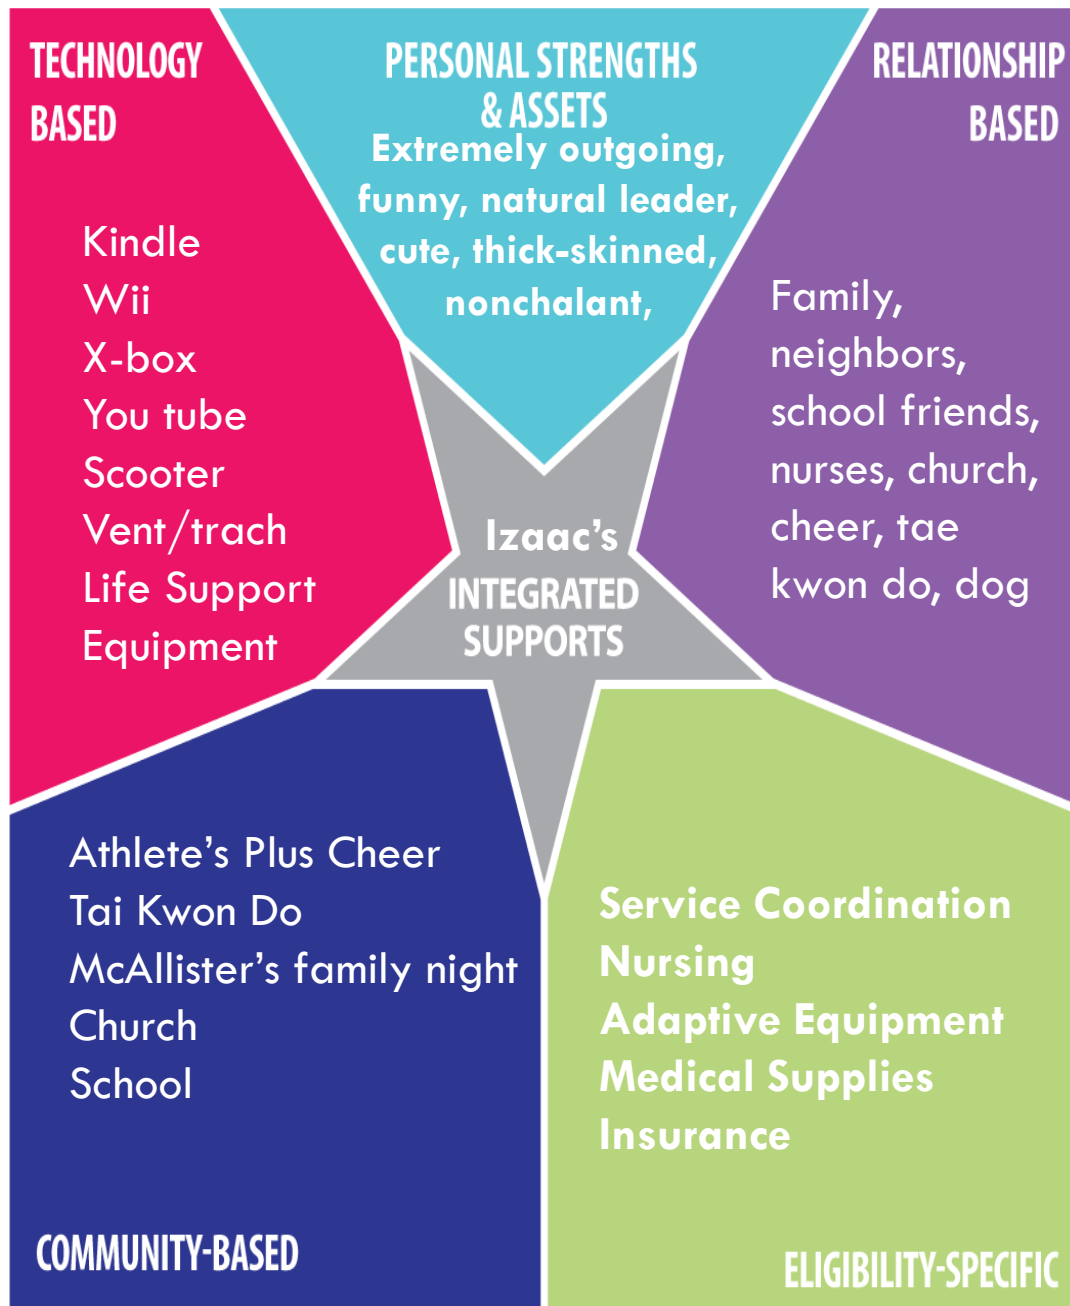 TECHNOLOGY
BASED
Kindle
Wii
X-box
You tube
Scooter
Vent/trach
Life Support
Equipment
PERSONAL STRENGTHS
& ASSETS
Extremely outgoing,
funny, natural leader,
cute, thick-skinned,
nonchalant,
RELATIONSHIP
BASED
Family,
neighbors,
school friends,
nurses, church,
cheer, tae
kwon do, dog
Izaac’s
INTEGRATED
SUPPORTS
Athlete’s Plus Cheer
Tai Kwon Do
McAllister’s family night
Church
School
COMMUNITY-BASED
Service Coordination
Nursing
Adaptive Equipment
Medical Supplies
Insurance
ELIGIBILITY-SPECIFIC